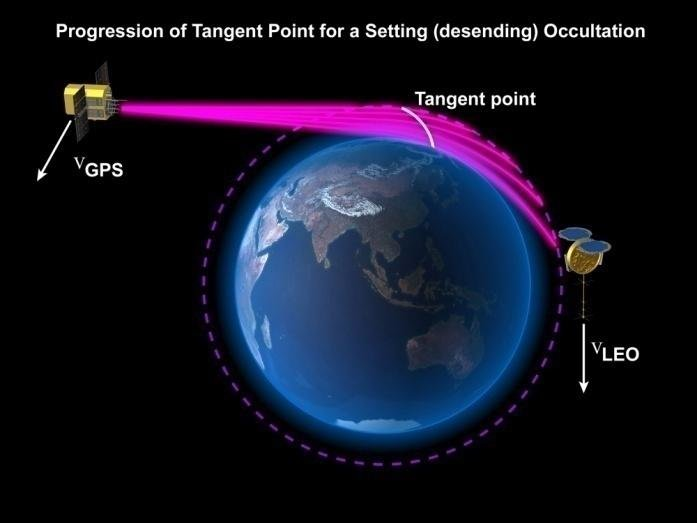 Progression of Tangent Point for a Setting (desending) Occultation
Tangent point
VGPS
VLEO